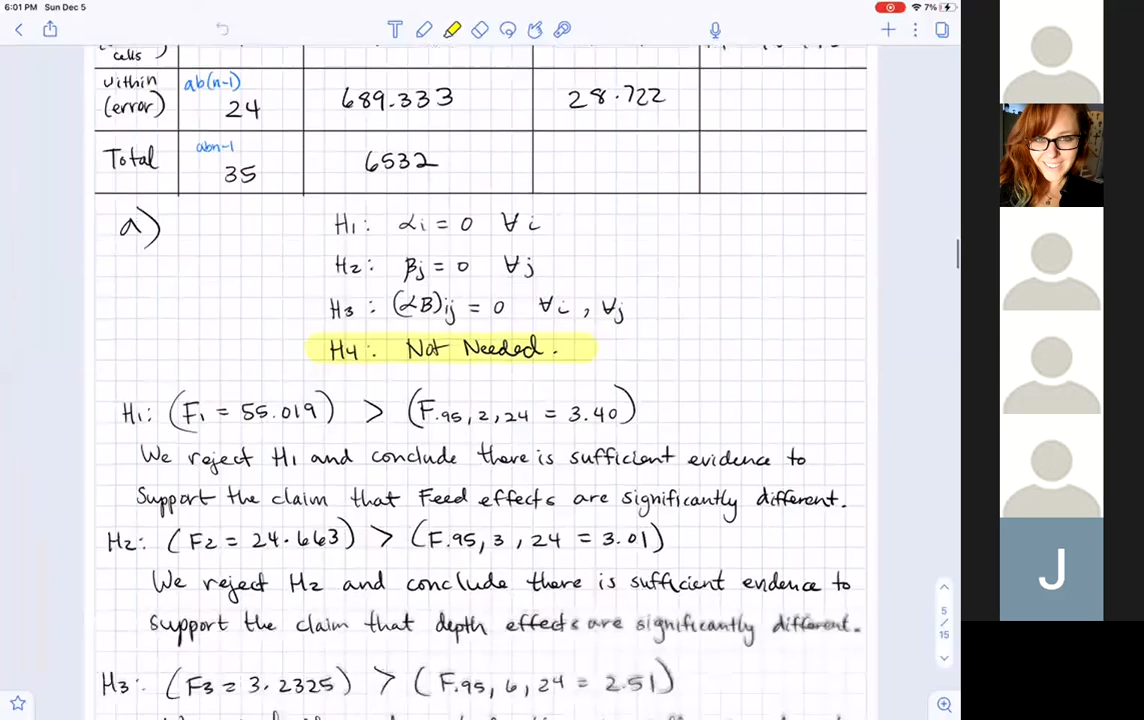 6:01 PM Sun Dec 5
7%
cells
within ab(n-1)
(error) 24 689.333 28.722
Total abn-1
35 6532
a) H1: αi = 0 ∀i
H2: βj = 0 ∀j
H3: (αB)ij = 0 ∀i, ∀j
H4: Not Needed.
H1: (F1 = 55.019) > (F.95, 2, 24 = 3.40)
We reject H1 and conclude there is sufficient evidence to
support the claim that Feed effects are significantly different.
H2: (F2 = 24.663) > (F.95, 3, 24 = 3.01)
We reject H2 and conclude there is sufficient evidence to
support the claim that depth effects are significantly different.
H3: (F3 = 3.2325) > (F.95, 6, 24 = 2.51)
5
/
15
J